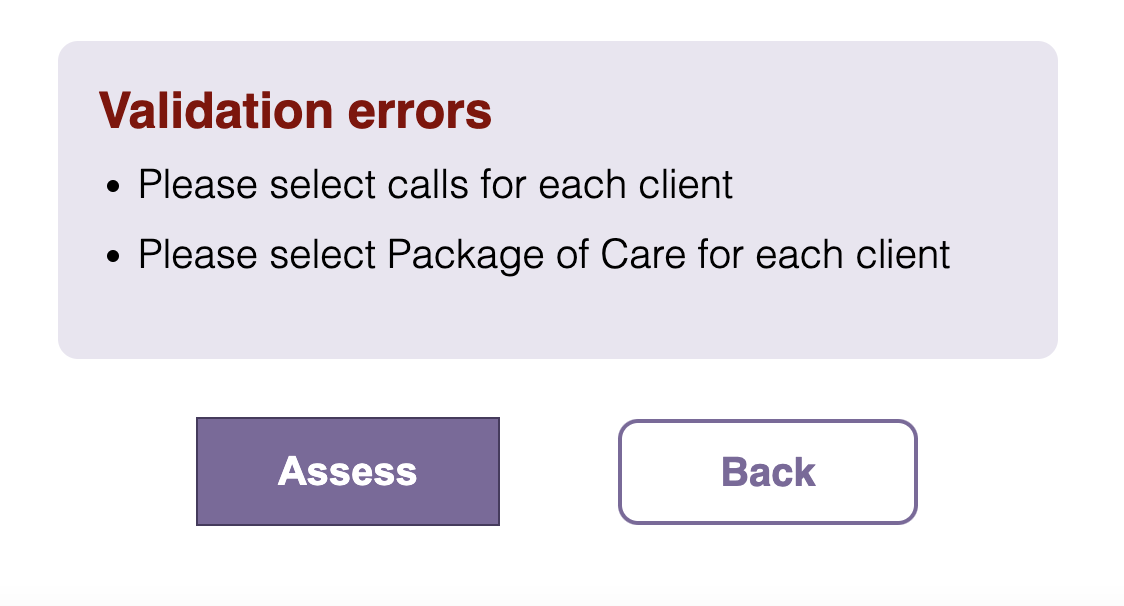 Validation errors
• Please select calls for each client
• Please select Package of Care for each client
Assess
Back